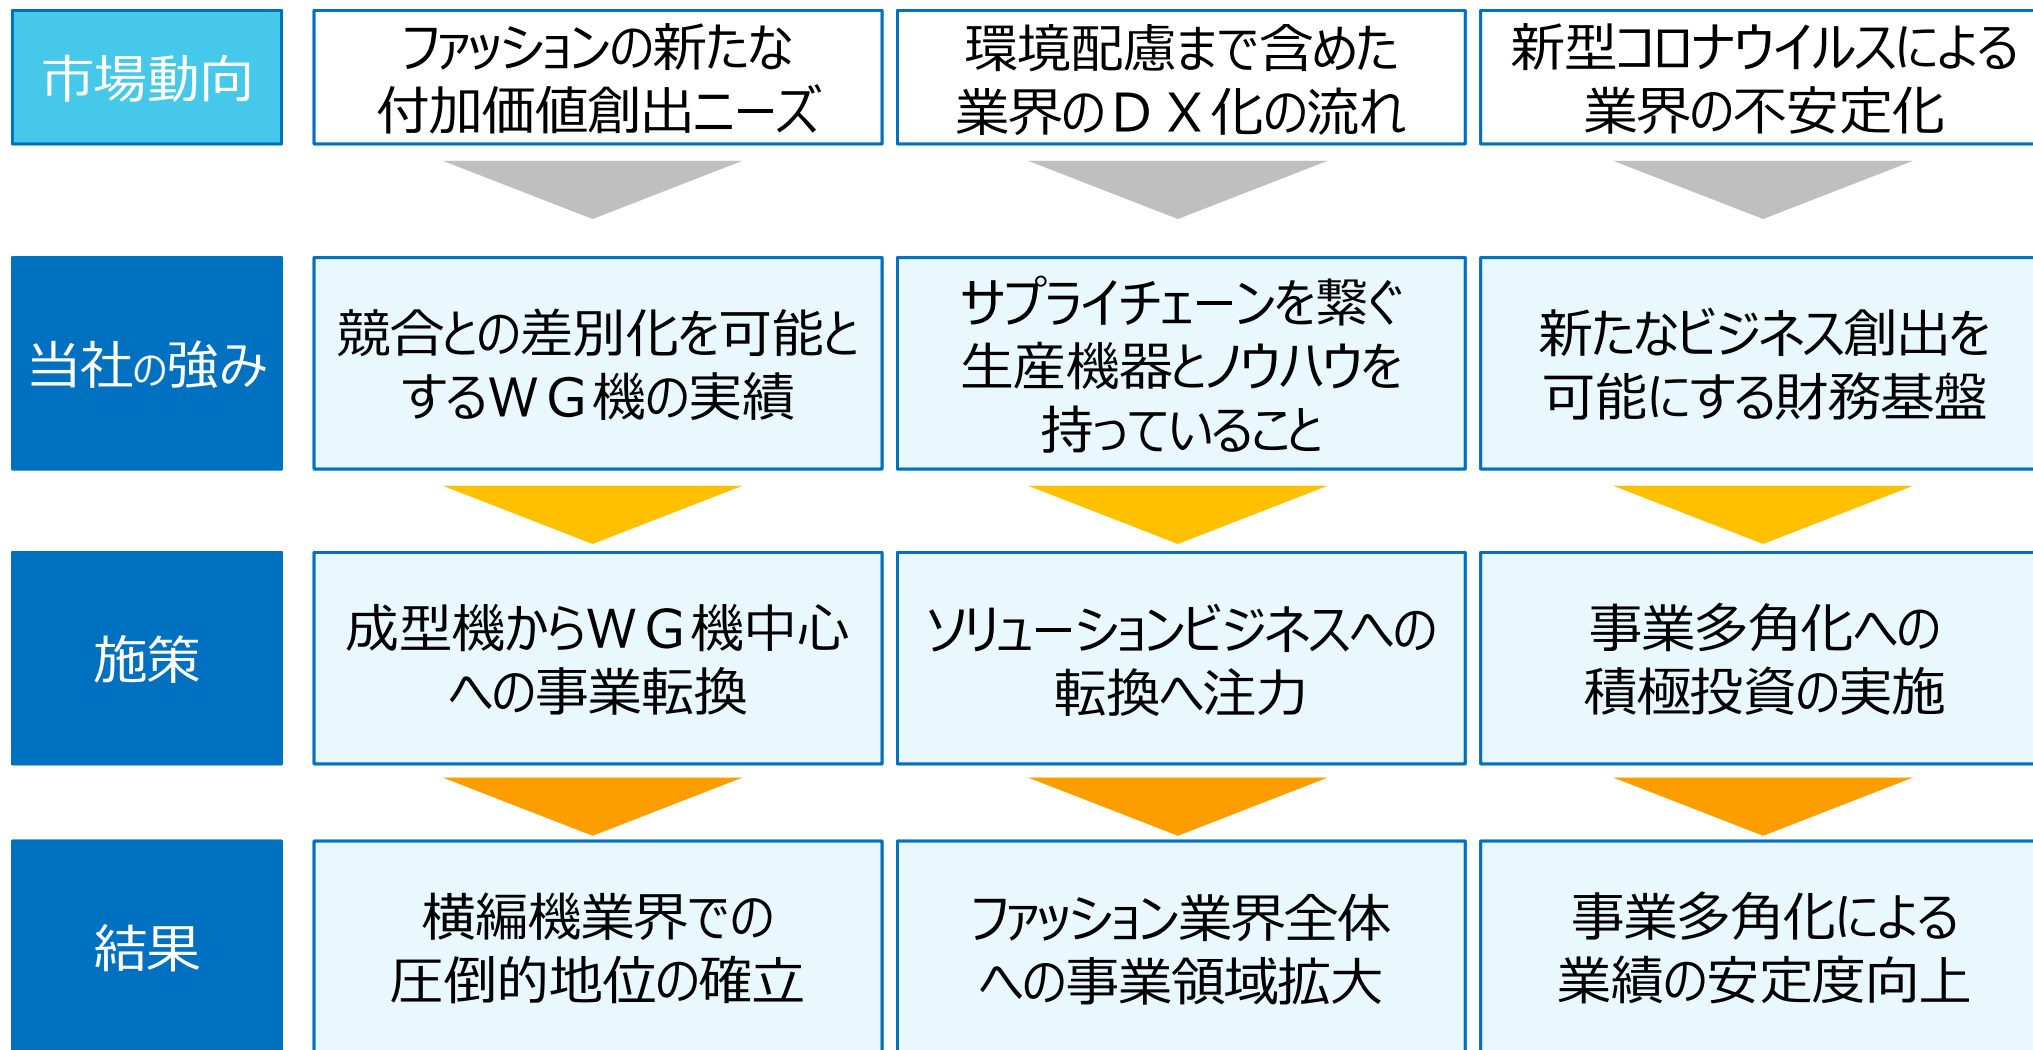 市場動向
ファッションの新たな
付加価値創出ニーズ
環境配慮まで含めた
業界のＤＸ化の流れ
新型コロナウイルスによる
業界の不安定化
当社の強み
競合との差別化を可能と
するＷＧ機の実績
サプライチェーンを繋ぐ
生産機器とノウハウを
持っていること
新たなビジネス創出を
可能にする財務基盤
施策
成型機からＷＧ機中心
への事業転換
ソリューションビジネスへの
転換へ注力
事業多角化への
積極投資の実施
結果
横編機業界での
圧倒的地位の確立
ファッション業界全体
への事業領域拡大
事業多角化による
業績の安定度向上